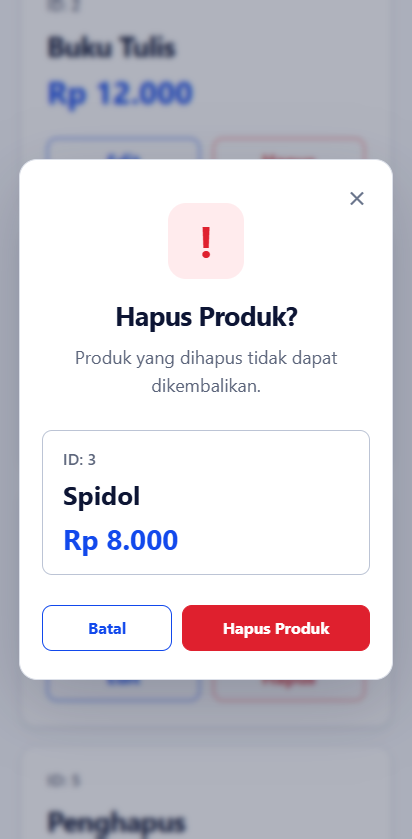 ID: 2
Buku Tulis
Rp 12.000
Hapus Produk?
Produk yang dihapus tidak dapat
dikembalikan.
ID: 3
Spidol
Rp 8.000
Batal
Hapus Produk
ID: 5
Penghapus